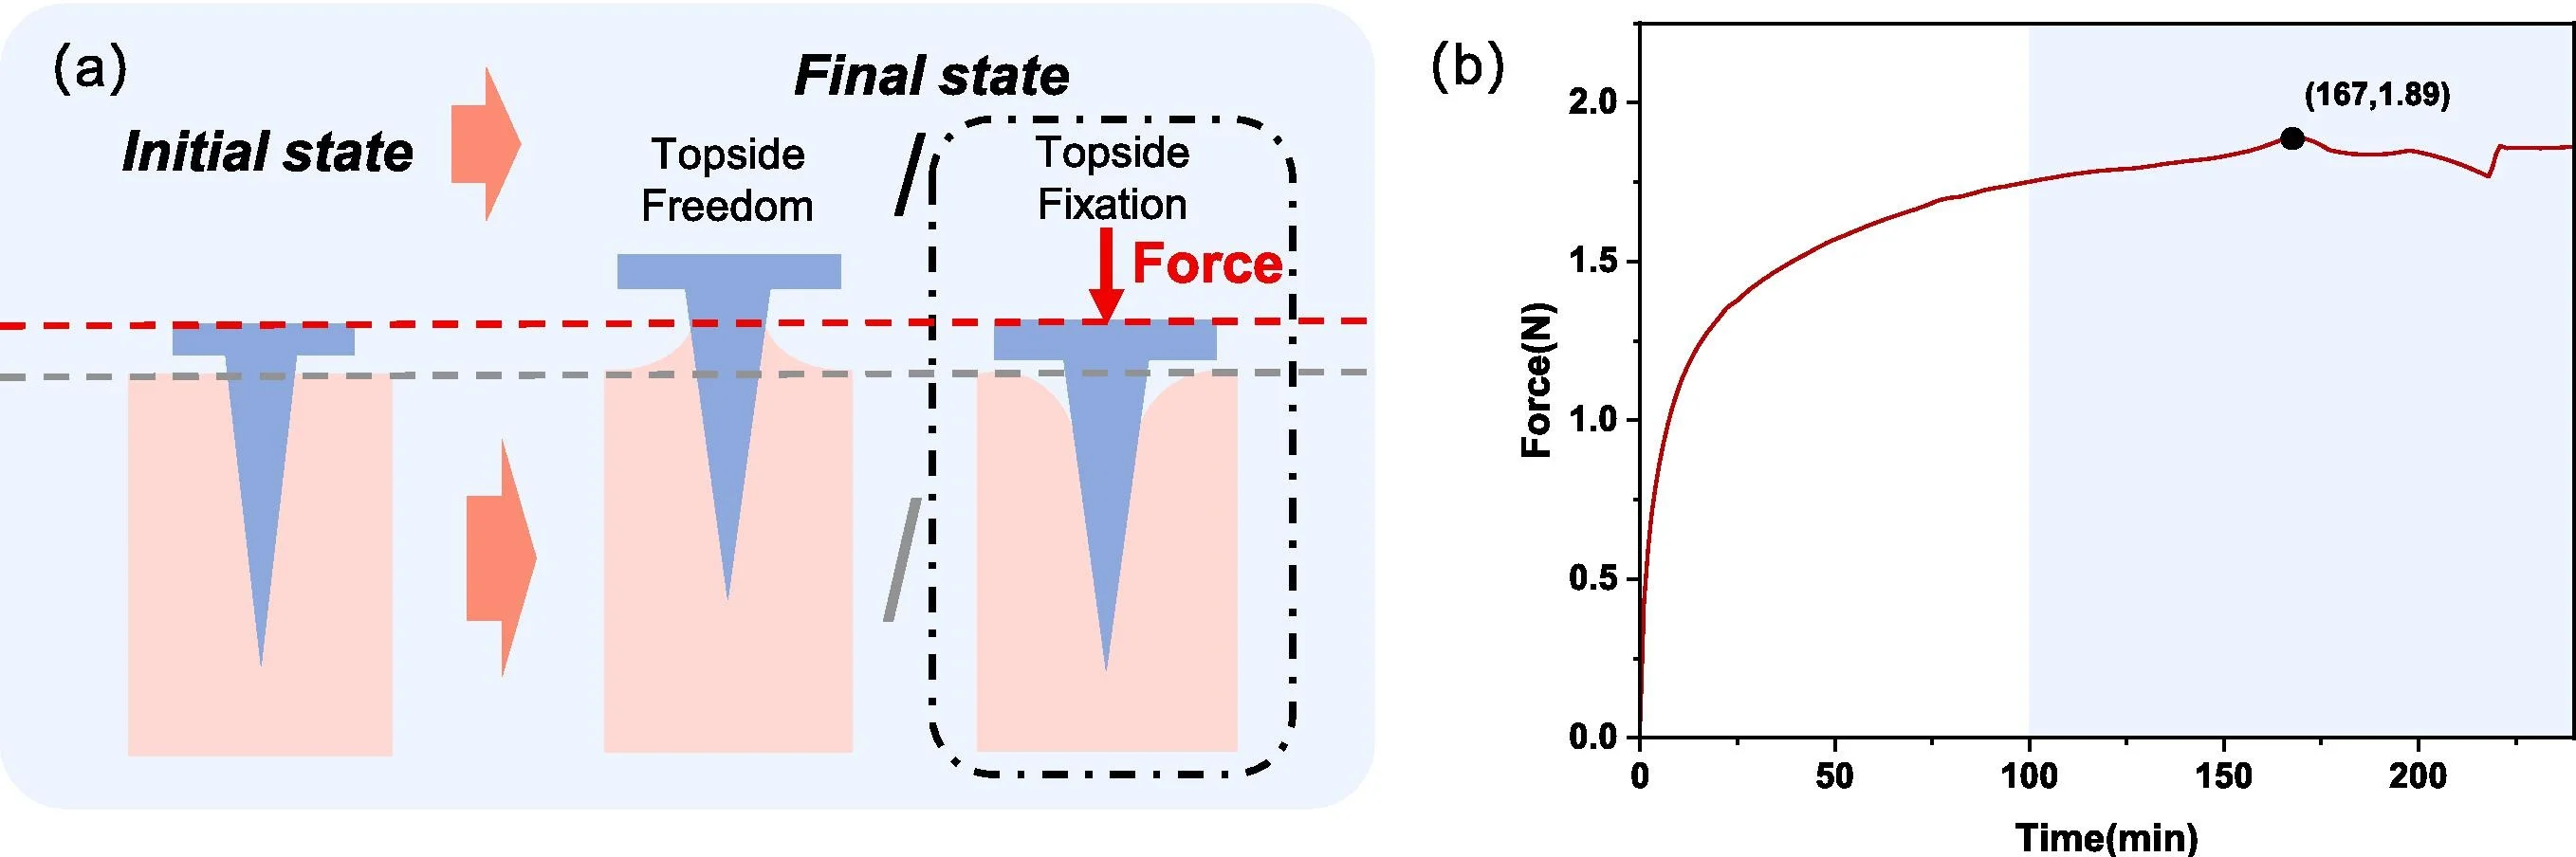 (a)
Initial state
Final state
Topside
Freedom
/
Topside
Fixation
Force
/
(b)
(167,1.89)
2.0
1.5
1.0
0.5
0.0
Force(N)
0 50 100 150 200
Time(min)